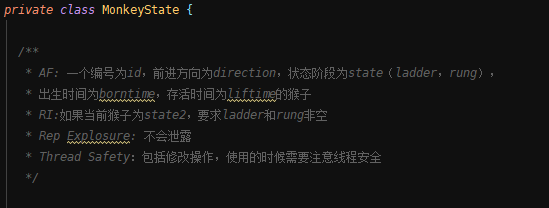 private class MonkeyState {
/**
* AF: 一个编号为id，前进方向为direction，状态阶段为state（ladder，rung），
* 出生时间为borntime，存活时间为liftime的猴子
* RI:如果当前猴子为state2，要求ladder和rung非空
* Rep Explosure: 不会泄露
* Thread Safety：包括修改操作，使用的时候需要注意线程安全
*/